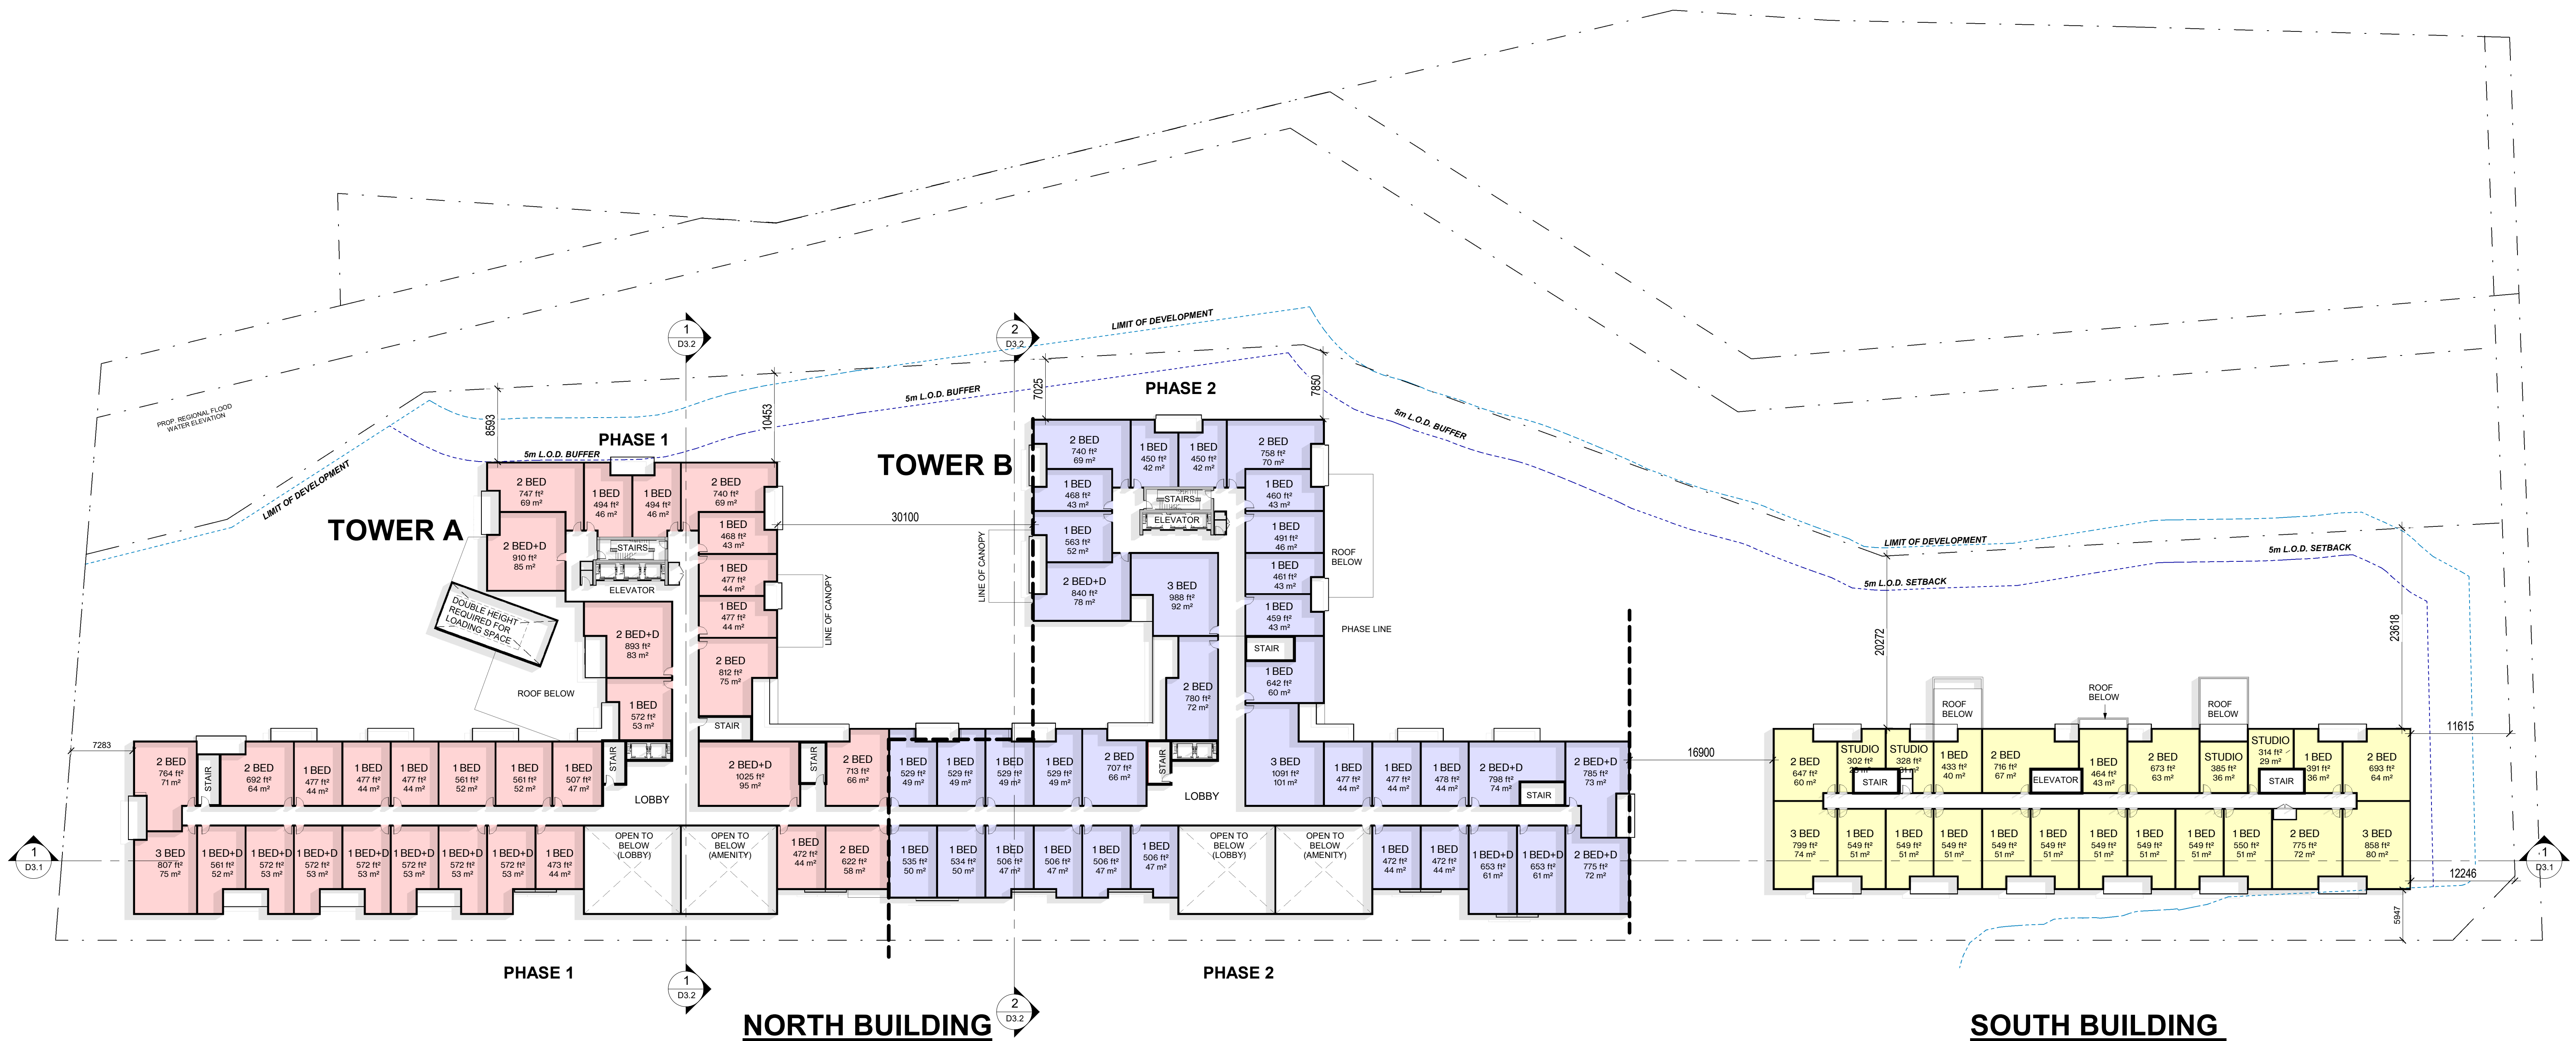 PROP. REGIONAL FLOOD
WATER ELEVATION
LIMIT OF DEVELOPMENT
5m L.O.D. BUFFER
5m L.O.D. BUFFER
LIMIT OF DEVELOPMENT
5m L.O.D. BUFFER
LIMIT OF DEVELOPMENT
5m L.O.D. SETBACK
5m L.O.D. SETBACK
1
D3.2
2
D3.2
8593
10453
7025
7850
PHASE 1
PHASE 2
TOWER A
TOWER B
30100
20272
23618
2 BED
747 ft²
69 m²
1 BED
494 ft²
46 m²
1 BED
494 ft²
46 m²
2 BED
740 ft²
69 m²
2 BED+D
910 ft²
85 m²
STAIRS
ELEVATOR
1 BED
468 ft²
43 m²
1 BED
477 ft²
44 m²
1 BED
477 ft²
44 m²
LINE OF CANOPY
DOUBLE HEIGHT
REQUIRED FOR
LOADING SPACE
2 BED+D
893 ft²
83 m²
2 BED
812 ft²
75 m²
ROOF BELOW
1 BED
572 ft²
53 m²
STAIR
2 BED
740 ft²
69 m²
1 BED
450 ft²
42 m²
1 BED
450 ft²
42 m²
2 BED
758 ft²
70 m²
1 BED
468 ft²
43 m²
STAIRS
ELEVATOR
1 BED
460 ft²
43 m²
1 BED
563 ft²
52 m²
1 BED
491 ft²
46 m²
LINE OF CANOPY
ROOF
BELOW
2 BED+D
840 ft²
78 m²
3 BED
988 ft²
92 m²
1 BED
461 ft²
43 m²
1 BED
459 ft²
43 m²
PHASE LINE
STAIR
1 BED
642 ft²
60 m²
2 BED
780 ft²
72 m²
7283
2 BED
764 ft²
71 m²
STAIR
2 BED
692 ft²
64 m²
1 BED
477 ft²
44 m²
1 BED
477 ft²
44 m²
1 BED
477 ft²
44 m²
1 BED
561 ft²
52 m²
1 BED
561 ft²
52 m²
1 BED
507 ft²
47 m²
STAIR
LOBBY
2 BED+D
1025 ft²
95 m²
STAIR
2 BED
713 ft²
66 m²
1 BED
529 ft²
49 m²
1 BED
529 ft²
49 m²
1 BED
529 ft²
49 m²
1 BED
529 ft²
49 m²
2 BED
707 ft²
66 m²
STAIR
LOBBY
3 BED
1091 ft²
101 m²
1 BED
477 ft²
44 m²
1 BED
477 ft²
44 m²
1 BED
478 ft²
44 m²
2 BED+D
798 ft²
74 m²
STAIR
2 BED+D
785 ft²
73 m²
16900
3 BED
807 ft²
75 m²
1 BED+D
561 ft²
52 m²
1 BED+D
572 ft²
53 m²
1 BED+D
572 ft²
53 m²
1 BED+D
572 ft²
53 m²
1 BED+D
572 ft²
53 m²
1 BED+D
572 ft²
53 m²
1 BED+D
572 ft²
53 m²
1 BED
473 ft²
44 m²
OPEN TO
BELOW
(LOBBY)
OPEN TO
BELOW
(AMENITY)
1 BED
472 ft²
44 m²
2 BED
622 ft²
58 m²
1 BED
535 ft²
50 m²
1 BED
534 ft²
50 m²
1 BED
506 ft²
47 m²
1 BED
506 ft²
47 m²
1 BED
506 ft²
47 m²
1 BED
506 ft²
47 m²
OPEN TO
BELOW
(LOBBY)
OPEN TO
BELOW
(AMENITY)
1 BED
472 ft²
44 m²
1 BED
472 ft²
44 m²
1 BED+D
653 ft²
61 m²
1 BED+D
653 ft²
61 m²
2 BED+D
775 ft²
72 m²
ROOF
BELOW
ROOF
BELOW
ROOF
BELOW
11615
2 BED
647 ft²
60 m²
STUDIO
302 ft²
STUDIO
328 ft²
STAIR
1 BED
433 ft²
40 m²
2 BED
716 ft²
67 m²
ELEVATOR
1 BED
464 ft²
43 m²
2 BED
673 ft²
63 m²
STUDIO
385 ft²
36 m²
STUDIO
314 ft²
29 m²
STAIR
1 BED
391 ft²
36 m²
2 BED
693 ft²
64 m²
3 BED
799 ft²
74 m²
1 BED
549 ft²
51 m²
1 BED
549 ft²
51 m²
1 BED
549 ft²
51 m²
1 BED
549 ft²
51 m²
1 BED
549 ft²
51 m²
1 BED
549 ft²
51 m²
1 BED
549 ft²
51 m²
1 BED
549 ft²
51 m²
1 BED
550 ft²
51 m²
2 BED
775 ft²
72 m²
3 BED
858 ft²
80 m²
12246
5947
1
D3.1
1
D3.1
PHASE 1
PHASE 2
1
D3.2
2
D3.2
NORTH BUILDING
SOUTH BUILDING